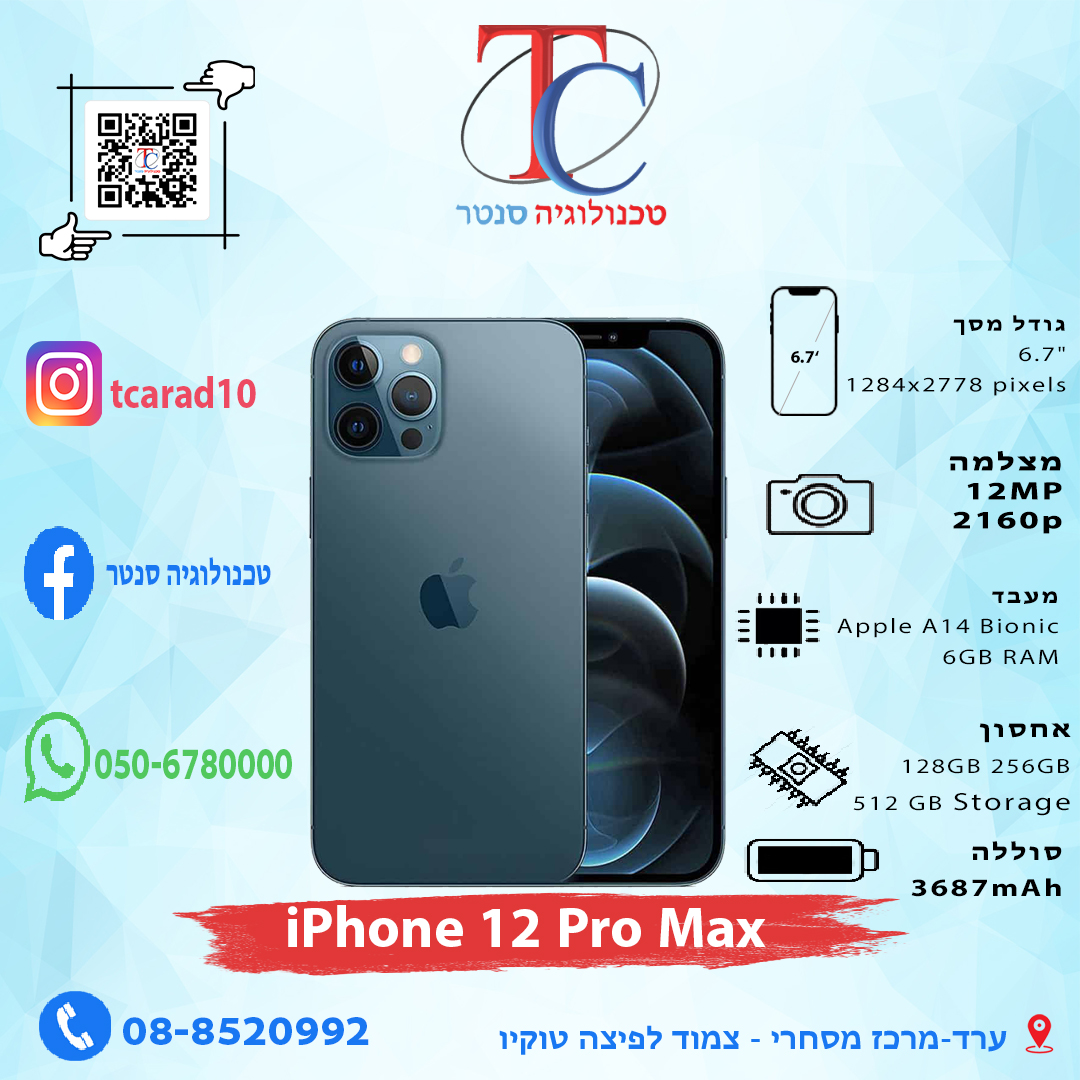 TC
טכנולוגיה סנטר
גודל מסך
6.7"
1284x2778 pixels
6.7‘
tcarad10
מצלמה
12MP
2160p
טכנולוגיה סנטר
מעבד
Apple A14 Bionic
6GB RAM
אחסון
128GB 256GB
512 GB Storage
050-6780000
סוללה
3687mAh
iPhone 12 Pro Max
08-8520992
ערד-מרכז מסחרי - צמוד לפיצה טוקיו